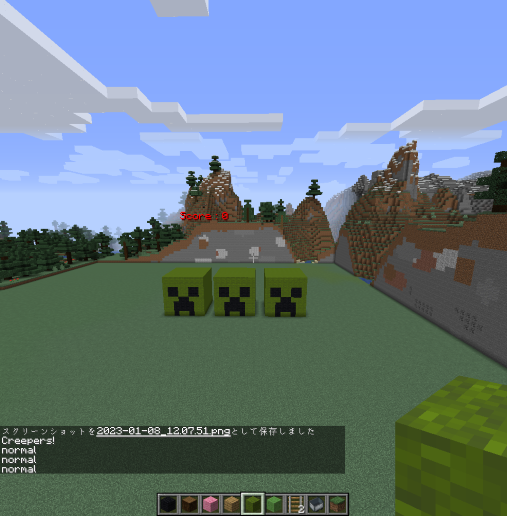 Score : 0
スクリーンショットを2023-01-08_12.07.51.pngとして保存しました
Creepers!
normal
normal
normal
2